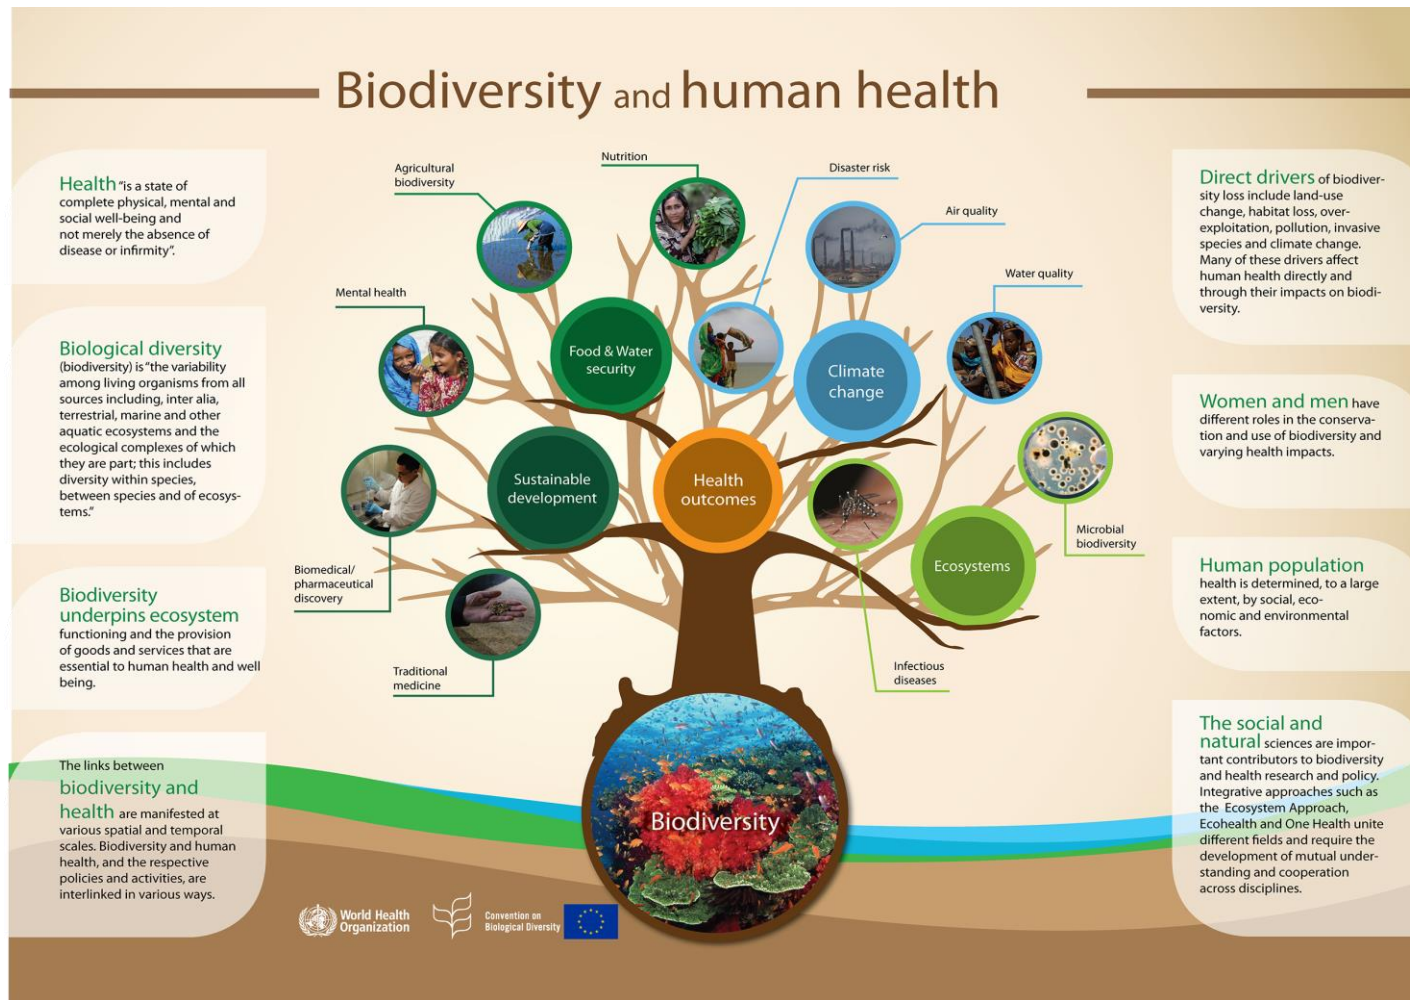 Biodiversity and human health
Health “is a state of
complete physical, mental and
social well-being and
not merely the absence of
disease or infirmity”.
Biological diversity
(biodiversity) is “the variability
among living organisms from all
sources including, inter alia,
terrestrial, marine and other
aquatic ecosystems and the
ecological complexes of which
they are part; this includes
diversity within species,
between species and of ecosys-
tems.”
Biodiversity
underpins ecosystem
functioning and the provision
of goods and services that are
essential to human health and well
being.
The links between
biodiversity and
health are manifested at
various spatial and temporal
scales. Biodiversity and human
health, and the respective
policies and activities, are
interlinked in various ways.
Agricultural
biodiversity
Nutrition
Disaster risk
Air quality
Water quality
Mental health
Food & Water
security
Climate
change
Sustainable
development
Health
outcomes
Ecosystems
Microbial
biodiversity
Biomedical/
pharmaceutical
discovery
Traditional
medicine
Infectious
diseases
Biodiversity
World Health
Organization
Convention on
Biological Diversity
Direct drivers of biodiver-
sity loss include land-use
change, habitat loss, over-
exploitation, pollution, invasive
species and climate change.
Many of these drivers affect
human health directly and
through their impacts on biodi-
versity.
Women and men have
different roles in the conserva-
tion and use of biodiversity and
varying health impacts.
Human population
health is determined, to a large
extent, by social, eco-
nomic and environmental
factors.
The social and
natural sciences are impor-
tant contributors to biodiversity
and health research and policy.
Integrative approaches such as
the Ecosystem Approach,
Ecohealth and One Health unite
different fields and require the
development of mutual under-
standing and cooperation
across disciplines.